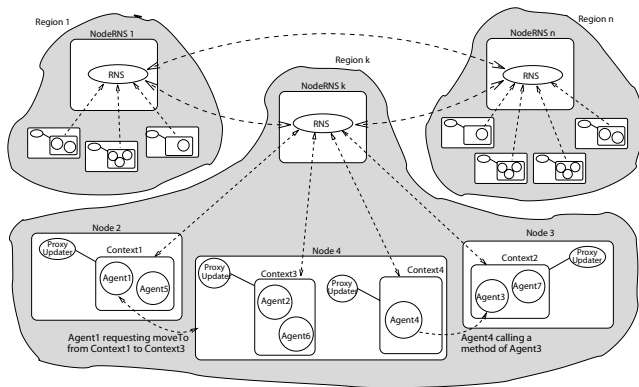 Region 1
NodeRNS 1
RNS
Region n
NodeRNS n
RNS
Region k
NodeRNS k
RNS
Node 2
Proxy
Updater
Context1
Agent1
Agent5
Node 4
Proxy
Updater
Context3
Agent2
Agent6
Proxy
Updater
Context4
Agent4
Node 3
Context2
Proxy
Updater
Agent3
Agent7
Agent1 requesting moveTo
from Context1 to Context3
Agent4 calling a
method of Agent3